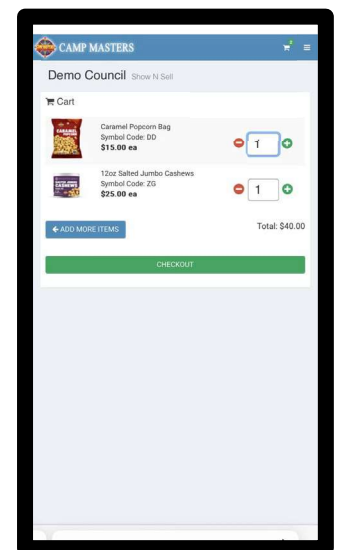 CAMP MASTERS
Demo Council Show N Sell
Cart
Caramel Popcorn Bag
Symbol Code: DD
$15.00 ea
1
12oz Salted Jumbo Cashews
Symbol Code: ZG
$25.00 ea
1
ADD MORE ITEMS
Total: $40.00
CHECKOUT